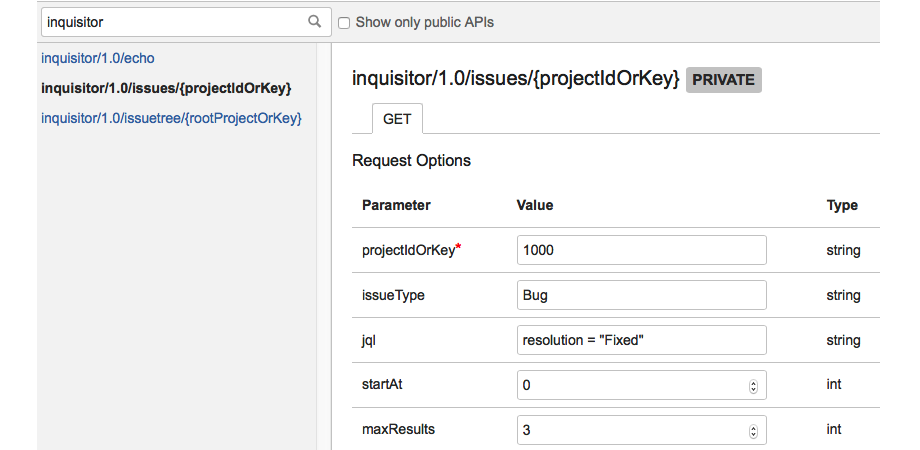 inquisitor
Show only public APIs
inquisitor/1.0/echo
inquisitor/1.0/issues/{projectIdOrKey}
inquisitor/1.0/issuetree/{rootProjectOrKey}
inquisitor/1.0/issues/{projectIdOrKey} PRIVATE
GET
Request Options
Parameter Value Type
projectIdOrKey* 1000 string
issueType Bug string
jql resolution = "Fixed" string
startAt 0 int
maxResults 3 int